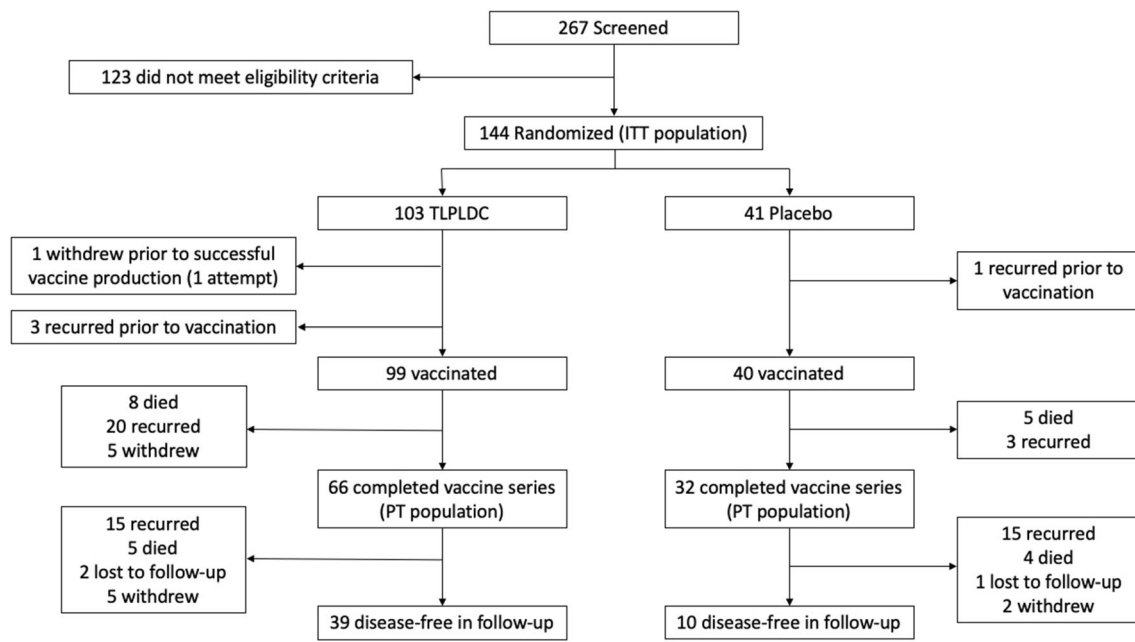 267 Screened
123 did not meet eligibility criteria
144 Randomized (ITT population)
103 TLPLDC
41 Placebo
1 withdrew prior to successful
vaccine production (1 attempt)
1 recurred prior to
vaccination
3 recurred prior to vaccination
99 vaccinated
40 vaccinated
8 died
20 recurred
5 withdrew
5 died
3 recurred
66 completed vaccine series
(PT population)
32 completed vaccine series
(PT population)
15 recurred
5 died
2 lost to follow-up
5 withdrew
15 recurred
4 died
1 lost to follow-up
2 withdrew
39 disease-free in follow-up
10 disease-free in follow-up